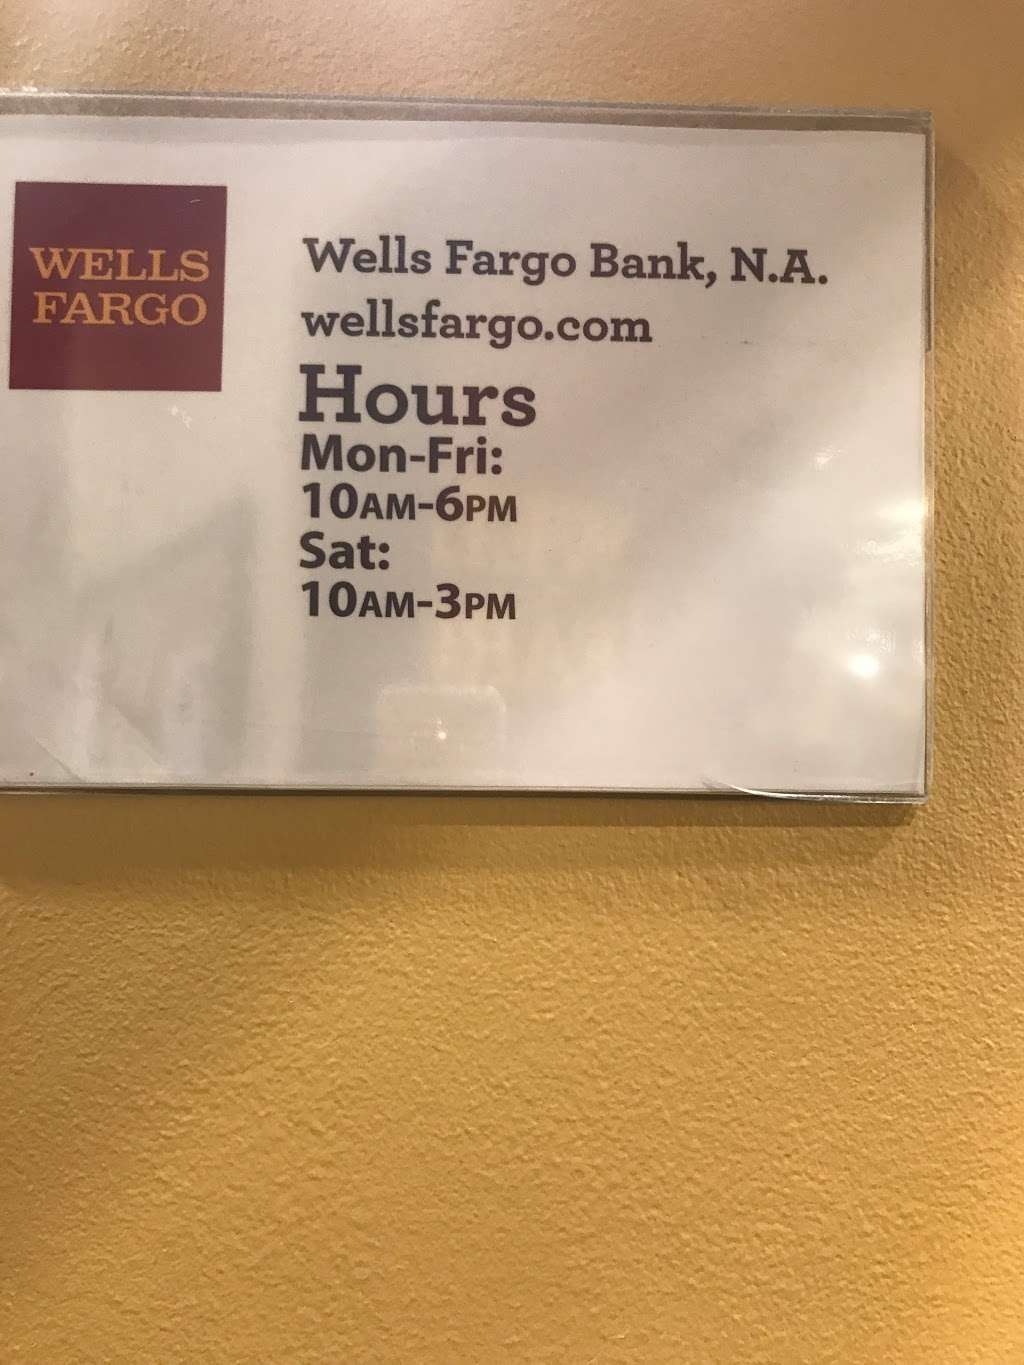 WELLS
FARGO
Wells Fargo Bank, N.A.
wellsfargo.com
Hours
Mon-Fri:
10AM-6PM
Sat:
10AM-3PM